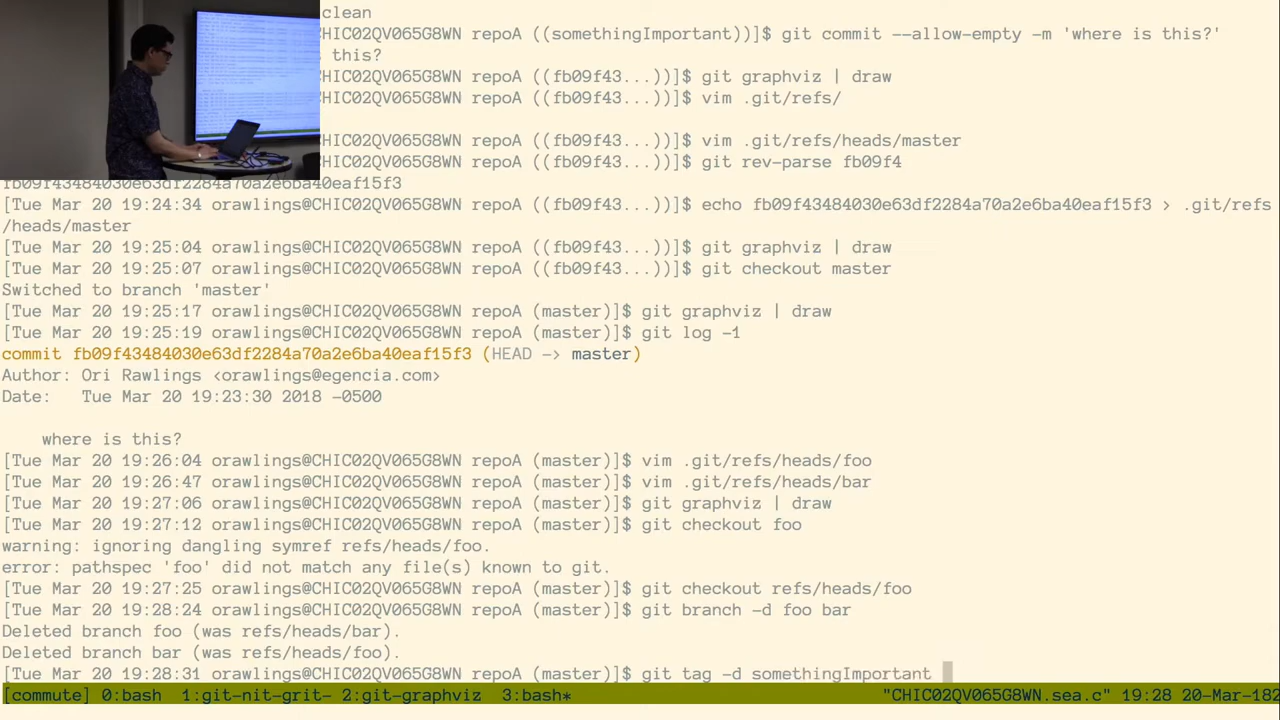 clean
HIC02QV065G8WN repoA ((somethingImportant))]$ git commit --allow-empty -m 'where is this?'
this?
HIC02QV065G8WN repoA ((fb09f43...))]$ git graphviz | draw
HIC02QV065G8WN repoA ((fb09f43...))]$ vim .git/refs/
HIC02QV065G8WN repoA ((fb09f43...))]$ vim .git/refs/heads/master
HIC02QV065G8WN repoA ((fb09f43...))]$ git rev-parse fb09f4
fb09f43484030e63df2284a70a2e6ba40eaf15f3
[Tue Mar 20 19:24:34 orawlings@CHIC02QV065G8WN repoA ((fb09f43...))]$ echo fb09f43484030e63df2284a70a2e6ba40eaf15f3 > .git/refs
/heads/master
[Tue Mar 20 19:25:04 orawlings@CHIC02QV065G8WN repoA ((fb09f43...))]$ git graphviz | draw
[Tue Mar 20 19:25:07 orawlings@CHIC02QV065G8WN repoA ((fb09f43...))]$ git checkout master
Switched to branch 'master'
[Tue Mar 20 19:25:17 orawlings@CHIC02QV065G8WN repoA (master)]$ git graphviz | draw
[Tue Mar 20 19:25:19 orawlings@CHIC02QV065G8WN repoA (master)]$ git log -1
commit fb09f43484030e63df2284a70a2e6ba40eaf15f3 (HEAD -> master)
Author: Ori Rawlings <orawlings@egencia.com>
Date:   Tue Mar 20 19:23:30 2018 -0500
where is this?
[Tue Mar 20 19:26:04 orawlings@CHIC02QV065G8WN repoA (master)]$ vim .git/refs/heads/foo
[Tue Mar 20 19:26:47 orawlings@CHIC02QV065G8WN repoA (master)]$ vim .git/refs/heads/bar
[Tue Mar 20 19:27:06 orawlings@CHIC02QV065G8WN repoA (master)]$ git graphviz | draw
[Tue Mar 20 19:27:12 orawlings@CHIC02QV065G8WN repoA (master)]$ git checkout foo
warning: ignoring dangling symref refs/heads/foo.
error: pathspec 'foo' did not match any file(s) known to git.
[Tue Mar 20 19:27:25 orawlings@CHIC02QV065G8WN repoA (master)]$ git checkout refs/heads/foo
[Tue Mar 20 19:28:24 orawlings@CHIC02QV065G8WN repoA (master)]$ git branch -d foo bar
Deleted branch foo (was refs/heads/bar).
Deleted branch bar (was refs/heads/foo).
[Tue Mar 20 19:28:31 orawlings@CHIC02QV065G8WN repoA (master)]$ git tag -d somethingImportant
[commute] 0:bash  1:git-nit-grit- 2:git-graphviz  3:bash* "CHIC02QV065G8WN.sea.c" 19:28 20-Mar-182